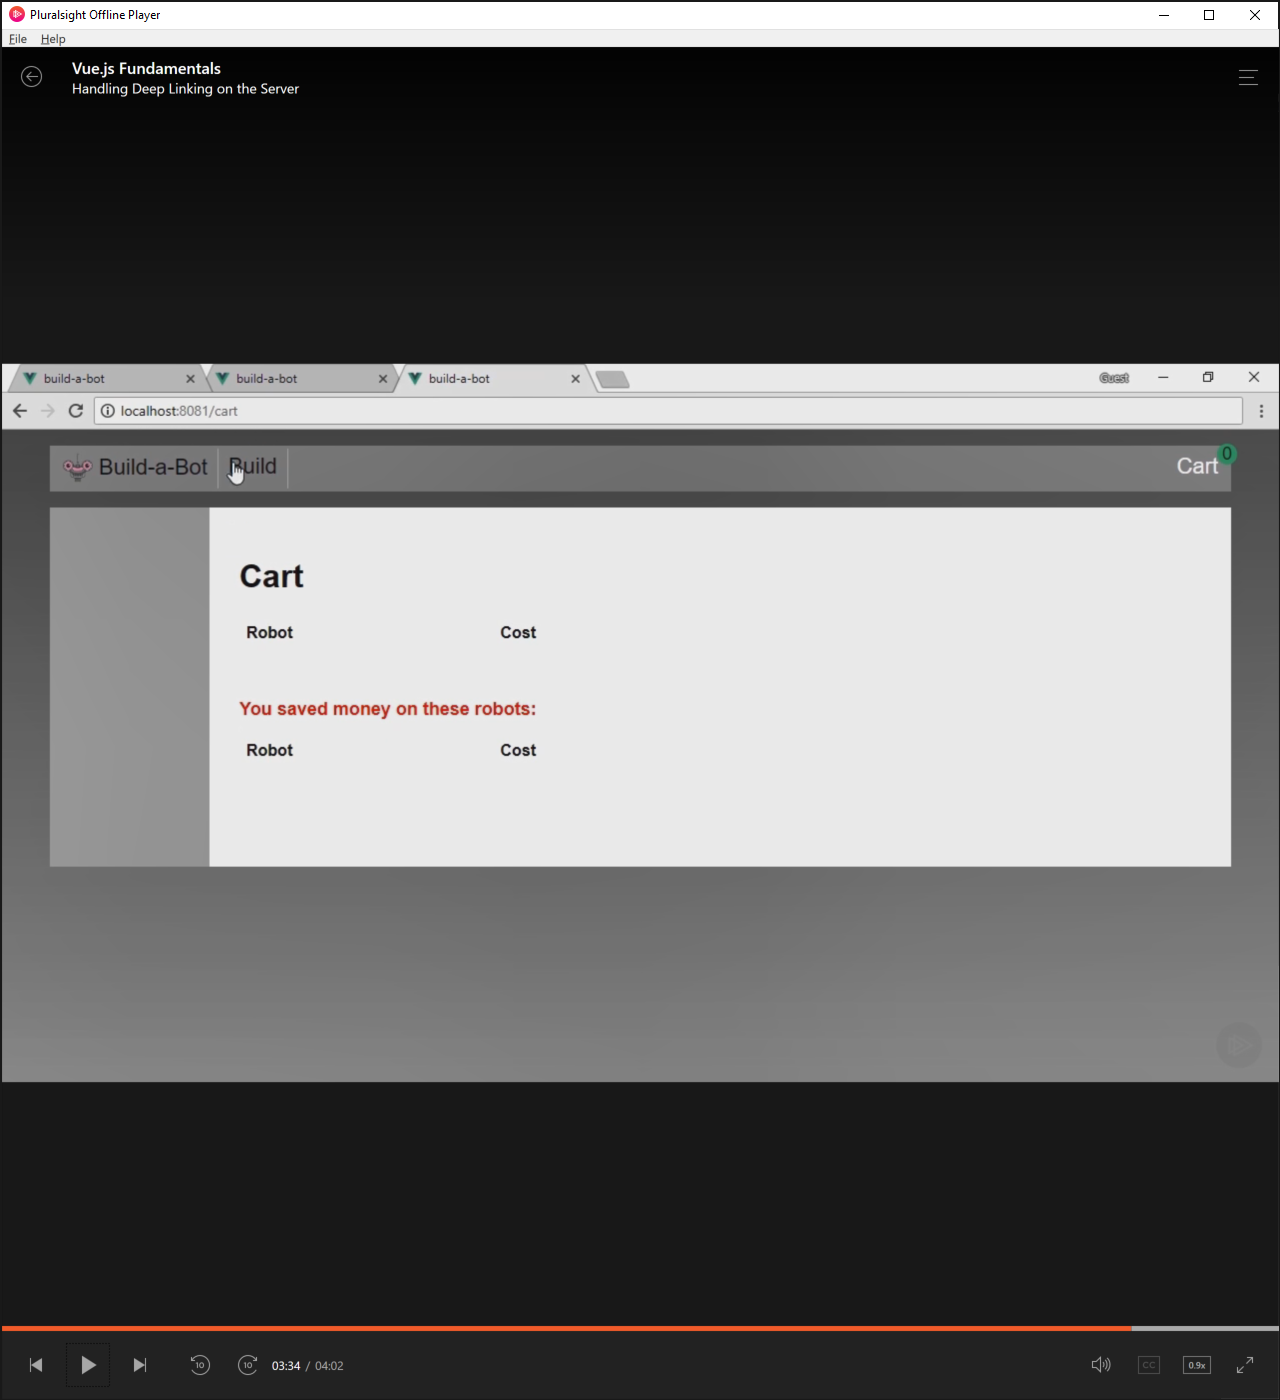 Pluralsight Offline Player
File Help
Vue.js Fundamentals
Handling Deep Linking on the Server
build-a-bot build-a-bot build-a-bot Guest
localhost:8081/cart
Build-a-Bot Build Cart 0
Cart
Robot Cost
You saved money on these robots:
Robot Cost
10 10 03:34 / 04:02 CC 0.9x